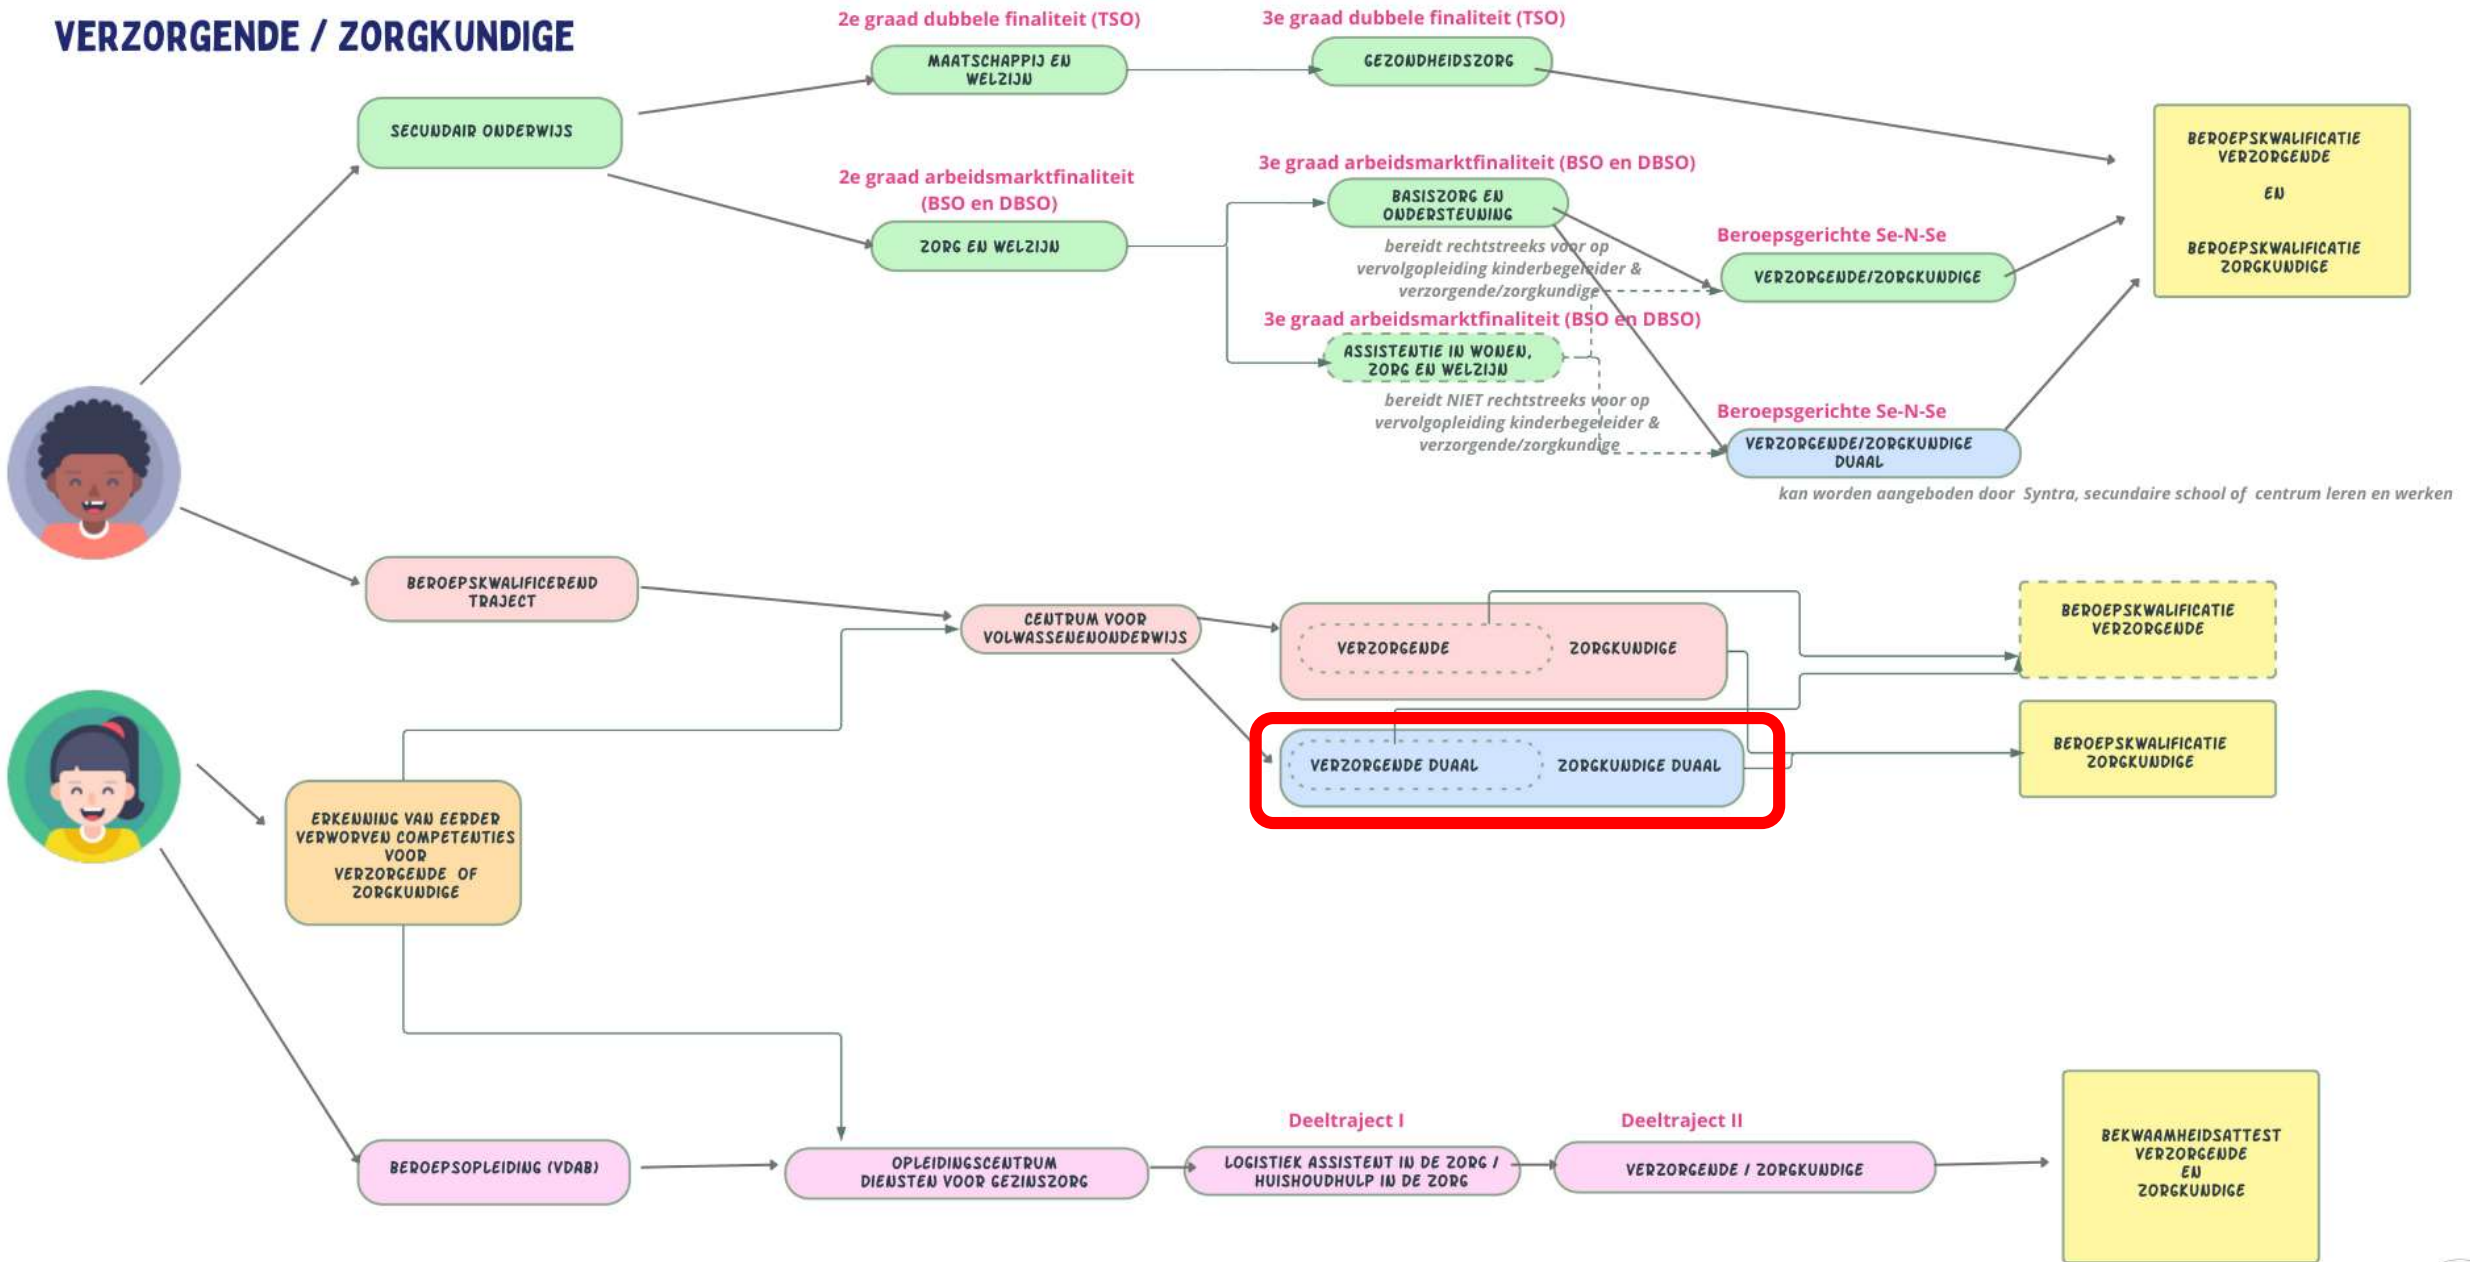 VERZORGENDE / ZORGKUNDIGE
2e graad dubbele finaliteit (TSO)
3e graad dubbele finaliteit (TSO)
MAATSCHAPPIJ EN
WELZIJN
GEZONDHEIDSZORG
SECUNDAIR ONDERWIJS
BEROEPSKWALIFICATIE
VERZORGENDE
EN
BEROEPSKWALIFICATIE
ZORGKUNDIGE
2e graad arbeidsmarktfinaliteit
(BSO en DBSO)
ZORG EN WELZIJN
3e graad arbeidsmarktfinaliteit (BSO en DBSO)
BASISZORG EN
ONDERSTEUNING
bereidt rechtstreeks voor op
vervolgopleiding kinderbegeleider &
verzorgende/zorgkundige
Beroepsgerichte Se-N-Se
VERZORGENDE/ZORGKUNDIGE
3e graad arbeidsmarktfinaliteit (BSO en DBSO)
ASSISTENTIE IN WONEN,
ZORG EN WELZIJN
bereidt NIET rechtstreeks voor op
vervolgopleiding kinderbegeleider &
verzorgende/zorgkundige
Beroepsgerichte Se-N-Se
VERZORGENDE/ZORGKUNDIGE
DUAAL
kan worden aangeboden door Syntra, secundaire school of centrum leren en werken
BEROEPSKWALIFICEREND
TRAJECT
CENTRUM VOOR
VOLWASSENENONDERWIJS
VERZORGENDE
ZORGKUNDIGE
BEROEPSKWALIFICATIE
VERZORGENDE
VERZORGENDE DUAAL
ZORGKUNDIGE DUAAL
BEROEPSKWALIFICATIE
ZORGKUNDIGE
ERKENNING VAN EERDER
VERWORVEN COMPETENTIES
VOOR
VERZORGENDE OF
ZORGKUNDIGE
BEROEPSOPLEIDING (VDAB)
OPLEIDINGSCENTRUM
DIENSTEN VOOR GEZINSZORG
Deeltraject I
LOGISTIEK ASSISTENT IN DE ZORG /
HUISHOUDHULP IN DE ZORG
Deeltraject II
VERZORGENDE / ZORGKUNDIGE
BEKWAAMHEIDSATTEST
VERZORGENDE
EN
ZORGKUNDIGE